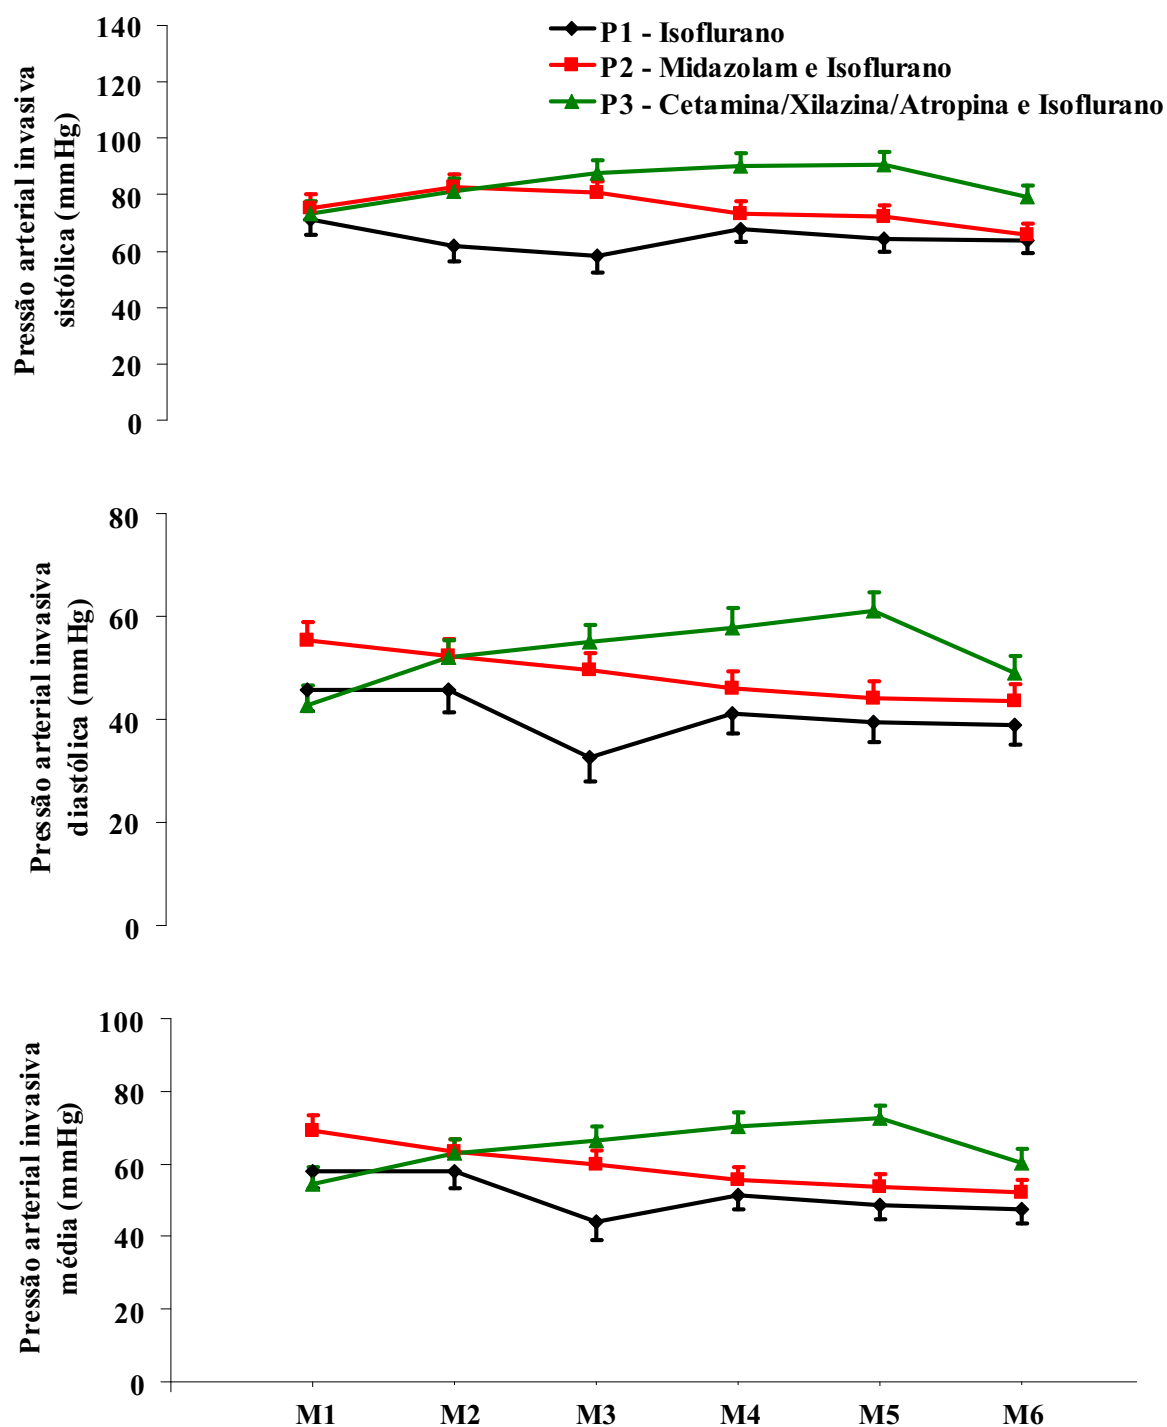 P1 - Isoflurano
P2 - Midazolam e Isoflurano
P3 - Cetamina/Xilazina/Atropina e Isoflurano
Pressão arterial invasiva
sistólica (mmHg)
140
120
100
80
60
40
20
0
Pressão arterial invasiva
diastólica (mmHg)
80
60
40
20
0
Pressão arterial invasiva
média (mmHg)
100
80
60
40
20
0
M1 M2 M3 M4 M5 M6